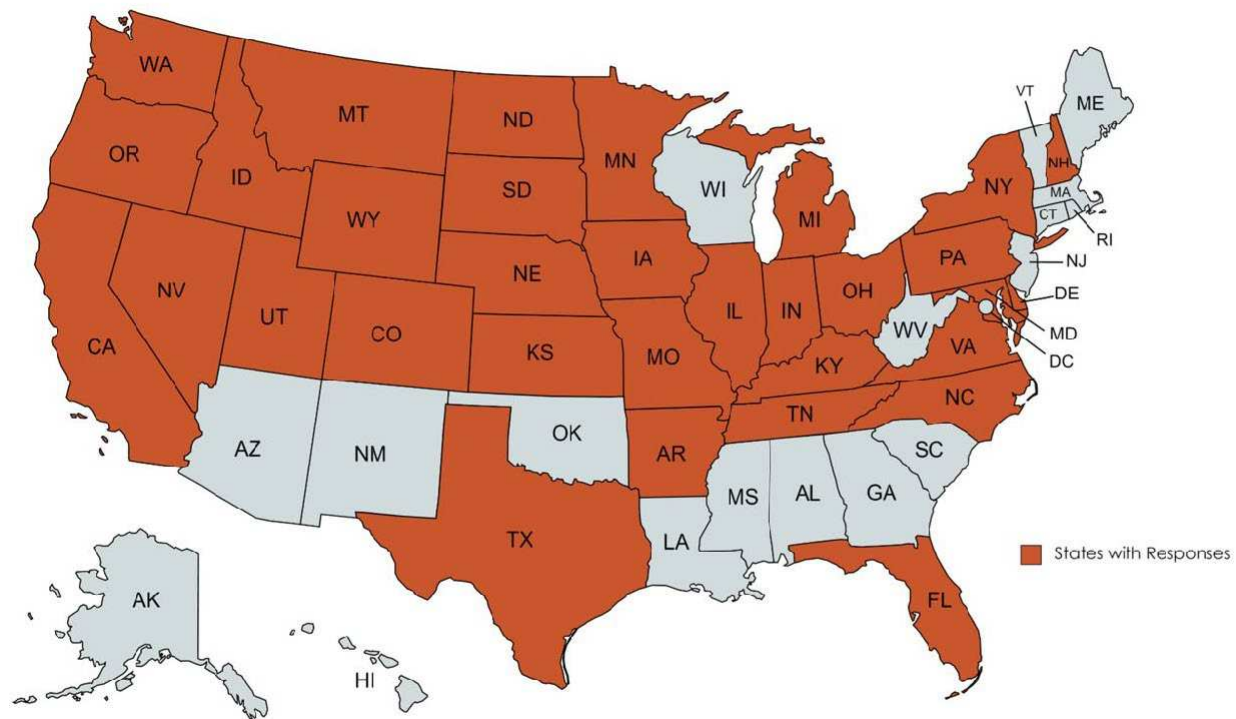 WA
MT
ND
MN
VT
ME
OR
ID
SD
WI
NY
NH
MA
WY
MI
CT
RI
IA
PA
NJ
NE
NV
OH
DE
UT
IL
IN
CO
WV
MD
CA
KS
MO
VA
DC
KY
NC
TN
OK
AZ
NM
AR
SC
MS
AL
GA
TX
LA
States with Responses
AK
FL
HI